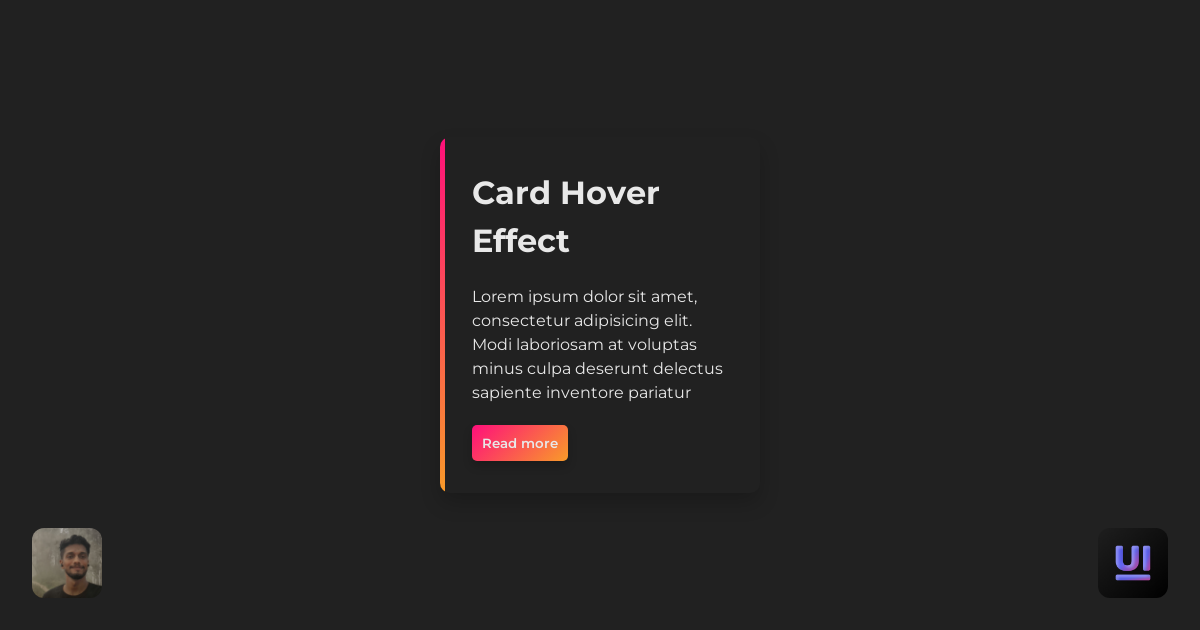 Card Hover
Effect
Lorem ipsum dolor sit amet,
consectetur adipisicing elit.
Modi laboriosam at voluptas
minus culpa deserunt delectus
sapiente inventore pariatur
Read more
UI